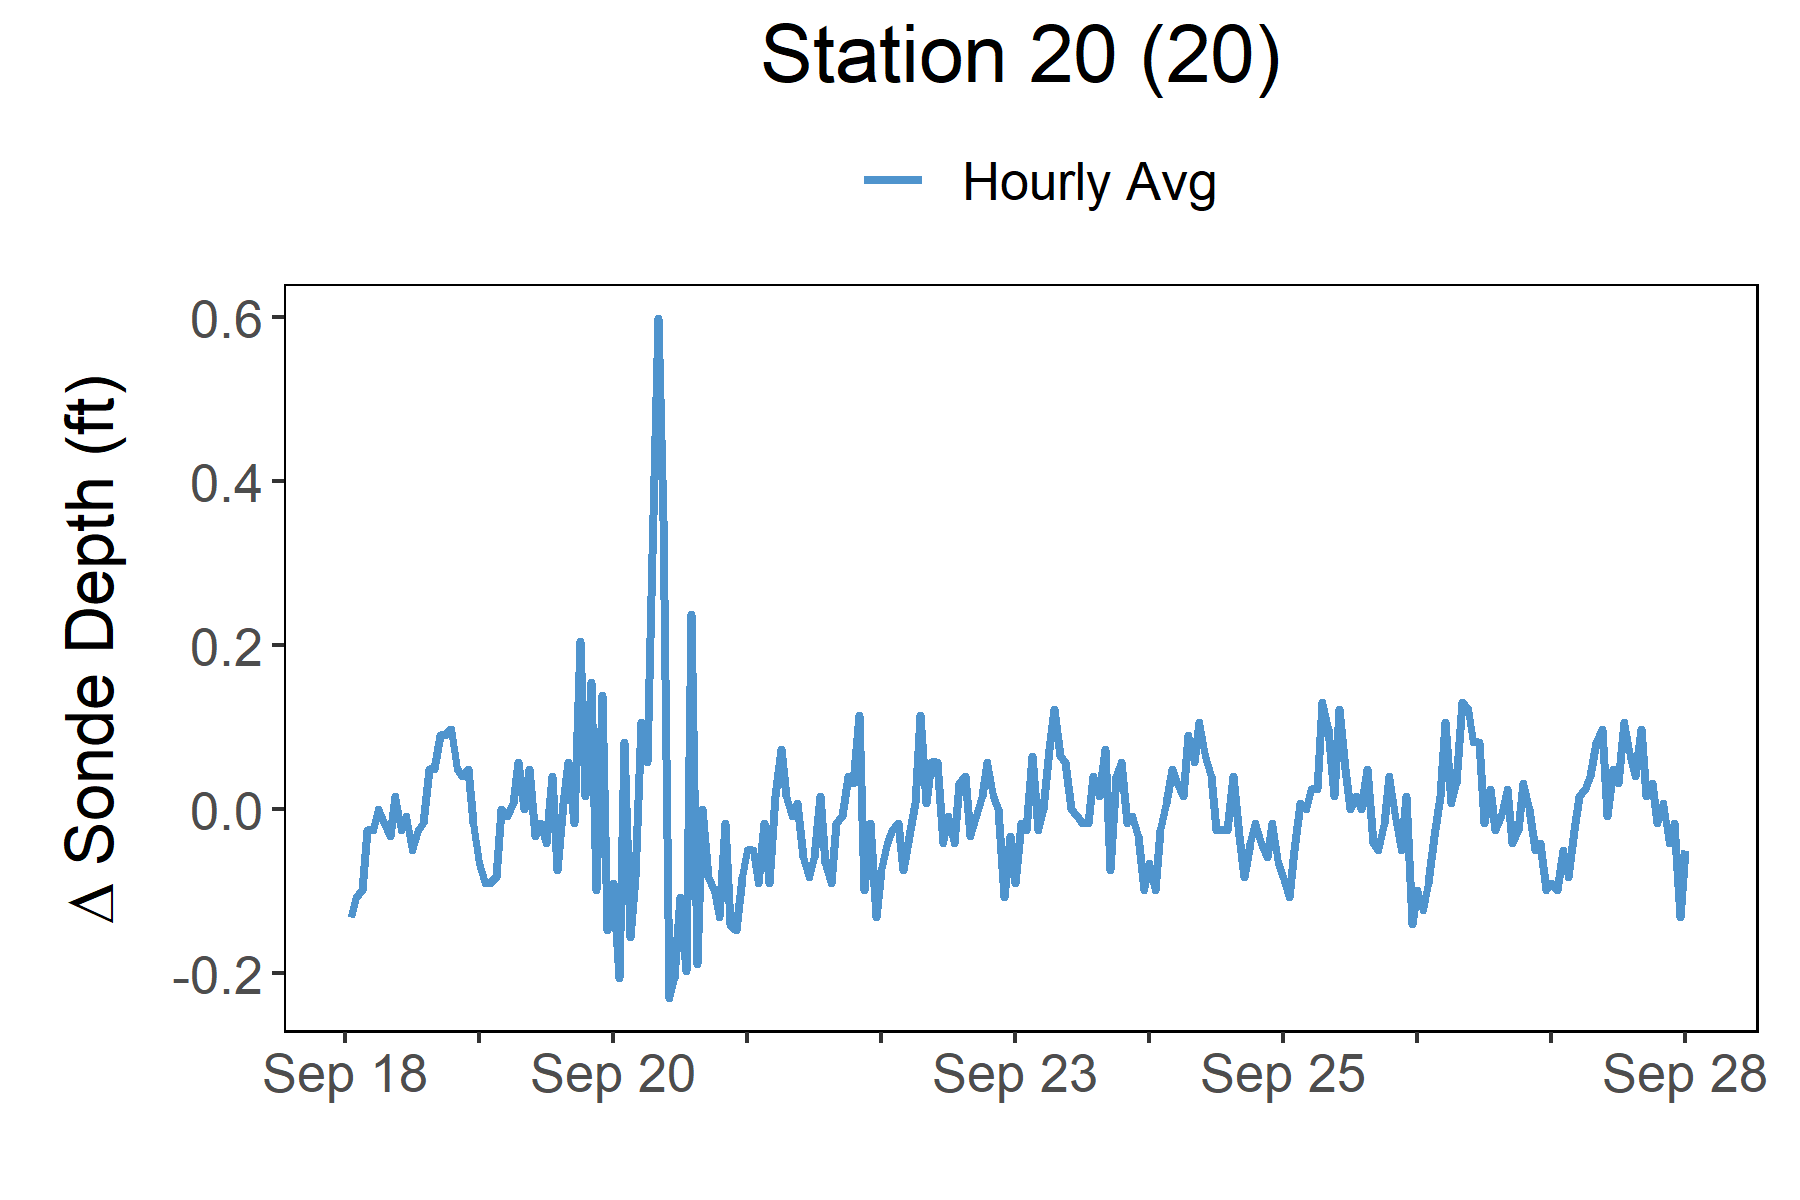 Station 20 (20)
Hourly Avg
Δ Sonde Depth (ft)
0.6
0.4
0.2
0.0
-0.2
Sep 18 Sep 20 Sep 23 Sep 25 Sep 28